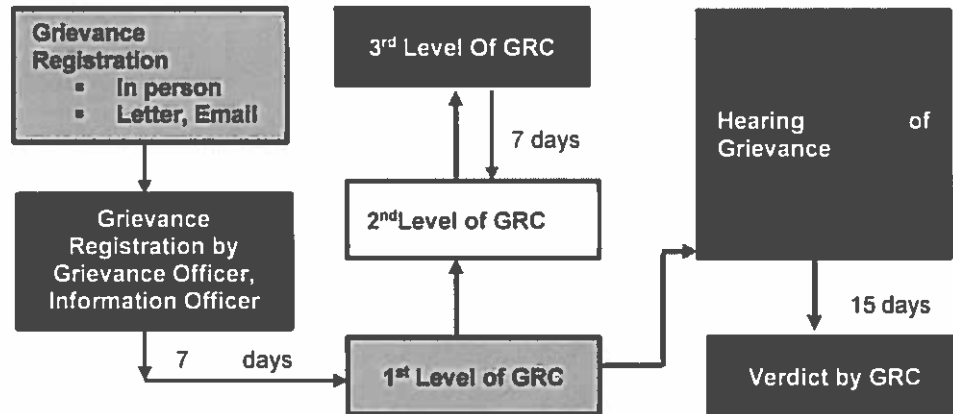 Grievance
Registration
▪ In person
▪ Letter, Email
Grievance
Registration by
Grievance Officer,
Information Officer
7 days
1st Level of GRC
2ndLevel of GRC
3rd Level Of GRC
7 days
Hearing of
Grievance
15 days
Verdict by GRC